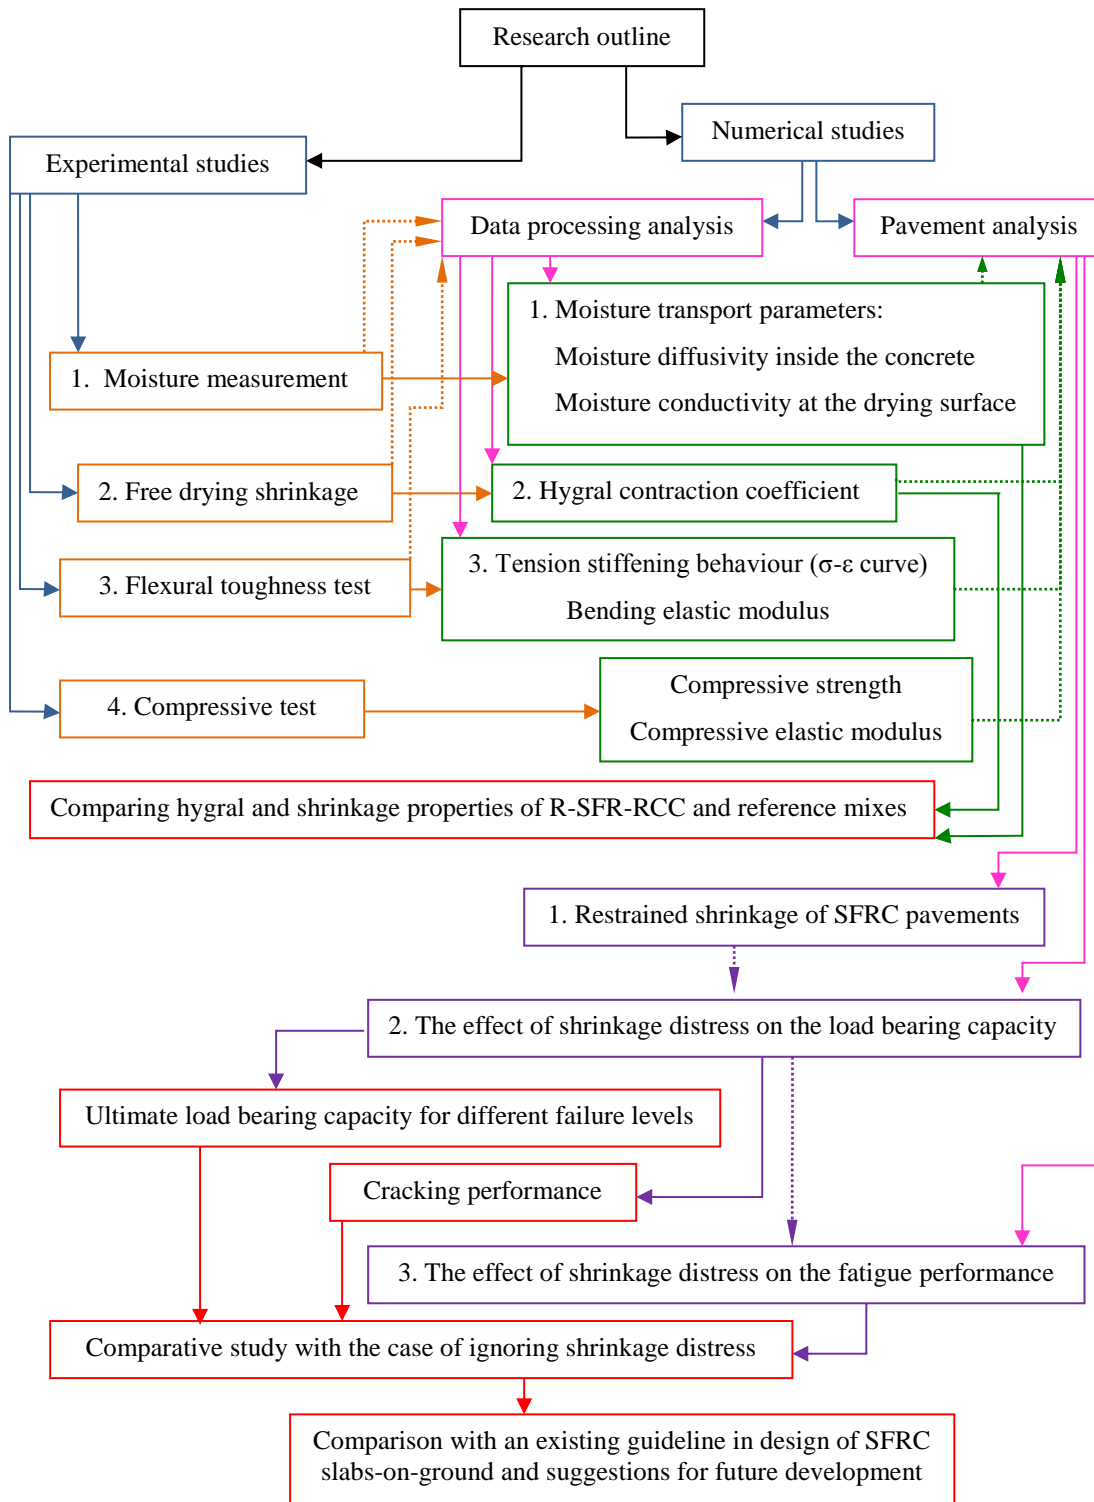 Research outline
Numerical studies
Experimental studies
Data processing analysis
Pavement analysis
1. Moisture transport parameters:
Moisture diffusivity inside the concrete
Moisture conductivity at the drying surface
1. Moisture measurement
2. Free drying shrinkage
2. Hygral contraction coefficient
3. Flexural toughness test
3. Tension stiffening behaviour (σ-ε curve)
Bending elastic modulus
4. Compressive test
Compressive strength
Compressive elastic modulus
Comparing hygral and shrinkage properties of R-SFR-RCC and reference mixes
1. Restrained shrinkage of SFRC pavements
2. The effect of shrinkage distress on the load bearing capacity
Ultimate load bearing capacity for different failure levels
Cracking performance
3. The effect of shrinkage distress on the fatigue performance
Comparative study with the case of ignoring shrinkage distress
Comparison with an existing guideline in design of SFRC
slabs-on-ground and suggestions for future development